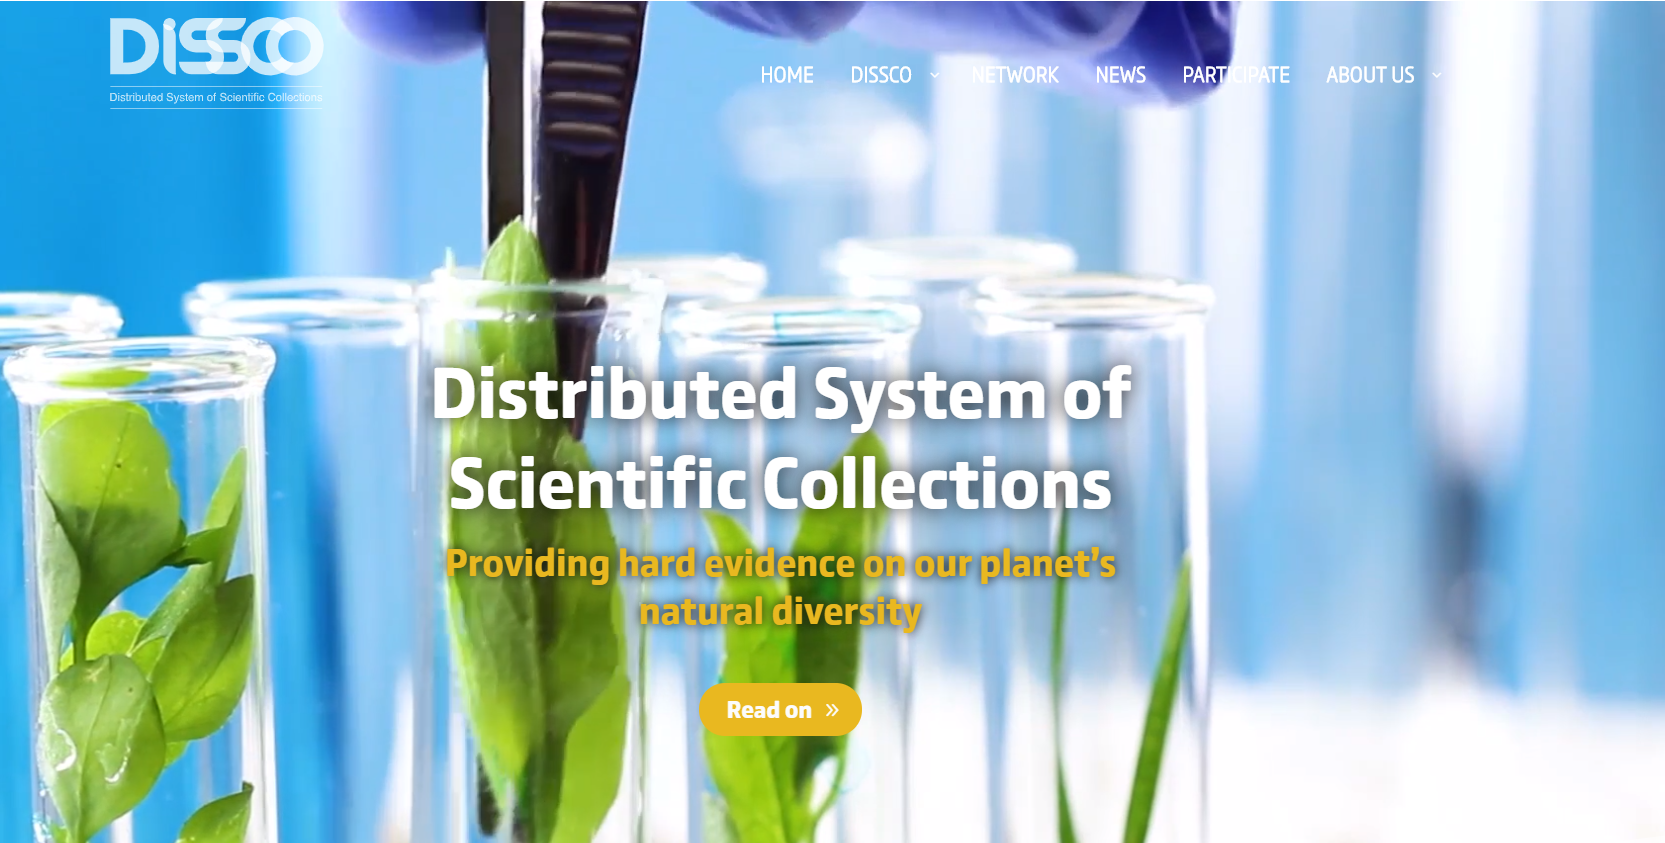 DiSSCo
Distributed System of Scientific Collections
HOME DISSCO NETWORK NEWS PARTICIPATE ABOUT US
Distributed System of
Scientific Collections
Providing hard evidence on our planet’s
natural diversity
Read on »